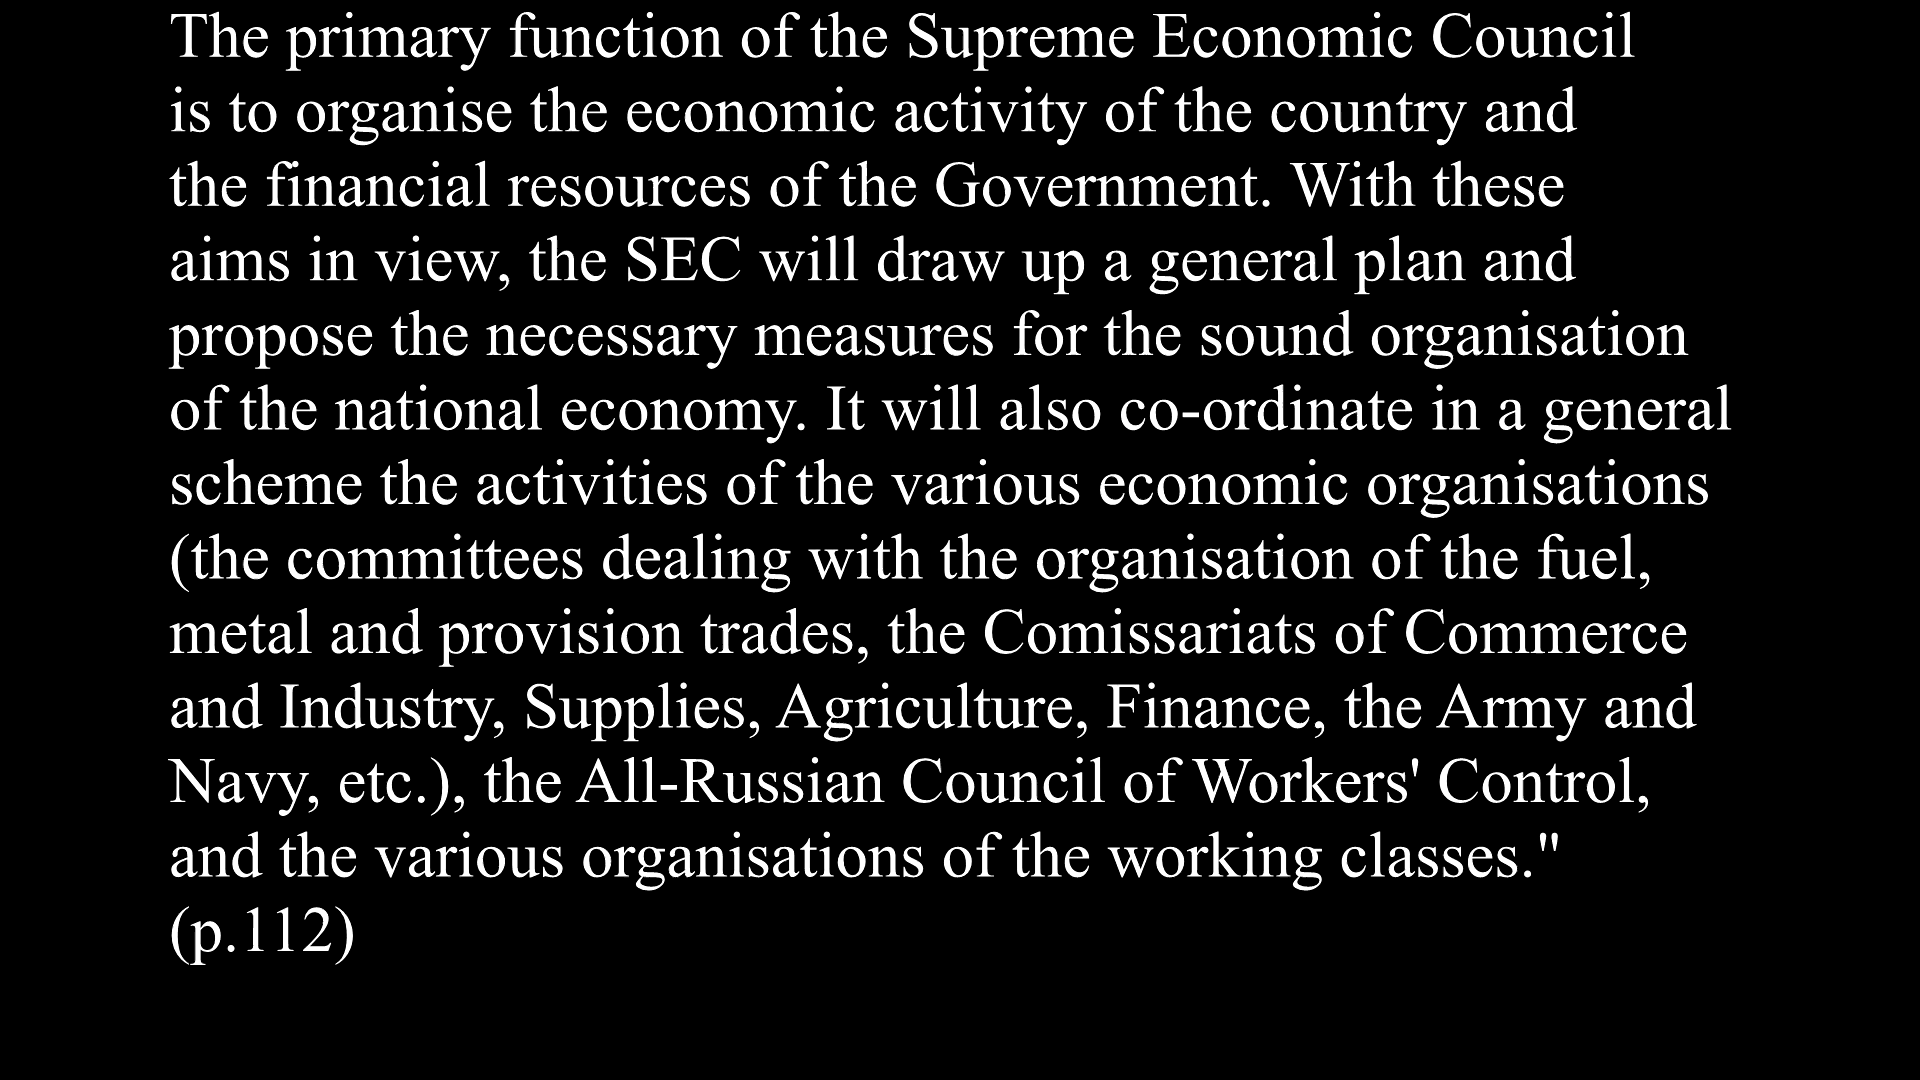 The primary function of the Supreme Economic Council
is to organise the economic activity of the country and
the financial resources of the Government. With these
aims in view, the SEC will draw up a general plan and
propose the necessary measures for the sound organisation
of the national economy. It will also co-ordinate in a general
scheme the activities of the various economic organisations
(the committees dealing with the organisation of the fuel,
metal and provision trades, the Comissariats of Commerce
and Industry, Supplies, Agriculture, Finance, the Army and
Navy, etc.), the All-Russian Council of Workers' Control,
and the various organisations of the working classes."
(p.112)